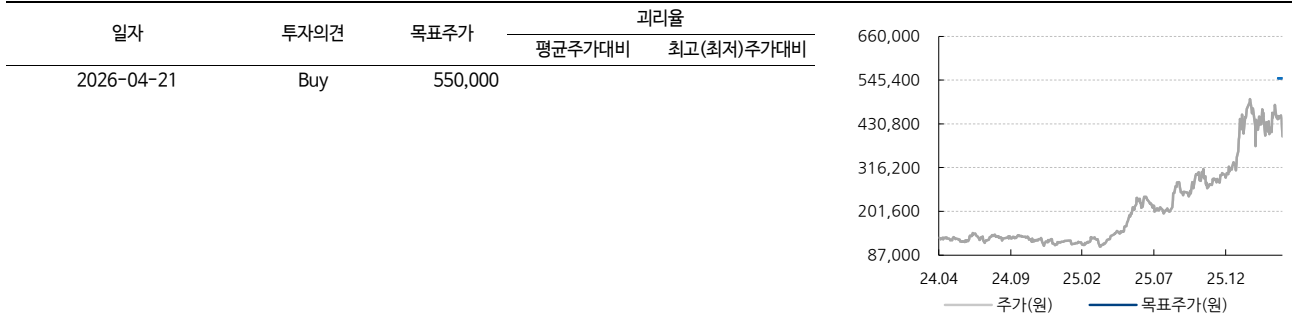 일자 투자의견 목표주가 괴리율
평균주가대비 최고(최저)주가대비
2026-04-21 Buy 550,000
660,000
545,400
430,800
316,200
201,600
87,000
24.04 24.09 25.02 25.07 25.12
주가(원) 목표주가(원)